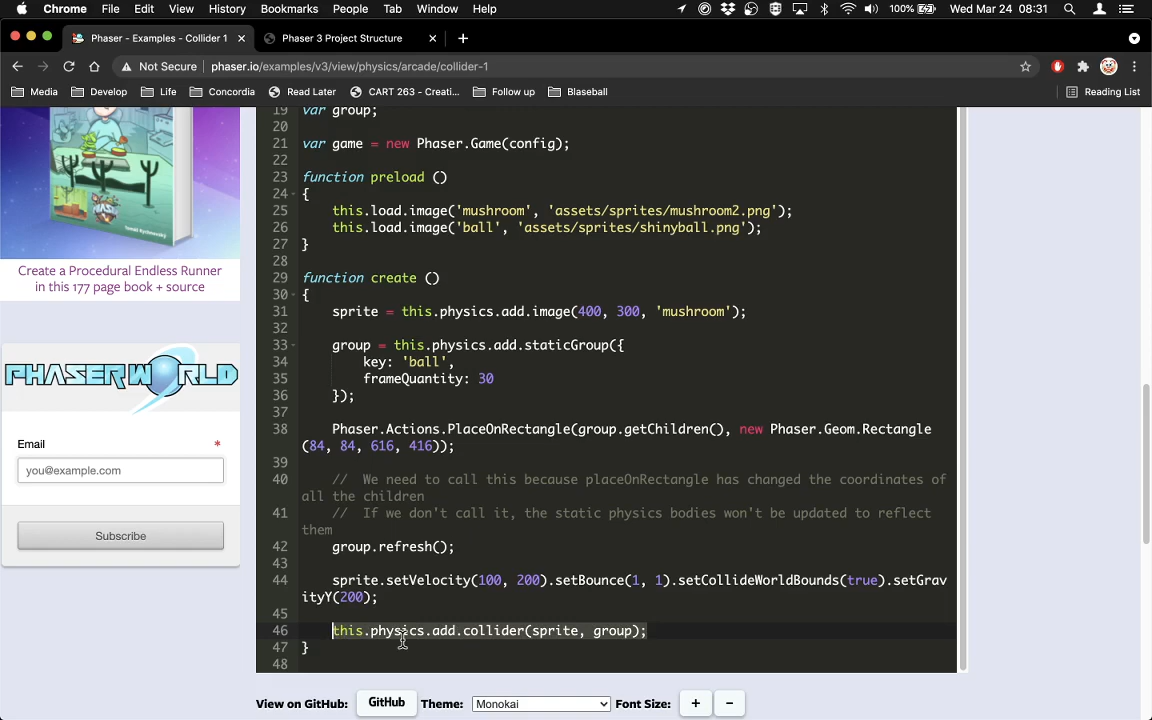 Chrome File Edit View History Bookmarks People Tab Window Help 100% Wed Mar 24 08:31
Phaser - Examples - Collider 1 Phaser 3 Project Structure
Not Secure phaser.io/examples/v3/view/physics/arcade/collider-1
Media Develop Life Concordia Read Later CART 263 - Creati... Follow up Blaseball Reading List
Create a Procedural Endless Runner
in this 177 page book + source
PHASER WORLD
Email *
you@example.com
Subscribe
19 var group;
20
21 var game = new Phaser.Game(config);
22
23 function preload ()
24 {
25 this.load.image('mushroom', 'assets/sprites/mushroom2.png');
26 this.load.image('ball', 'assets/sprites/shinyball.png');
27 }
28
29 function create ()
30 {
31 sprite = this.physics.add.image(400, 300, 'mushroom');
32
33 group = this.physics.add.staticGroup({
34 key: 'ball',
35 frameQuantity: 30
36 });
37
38 Phaser.Actions.PlaceOnRectangle(group.getChildren(), new Phaser.Geom.Rectangle
(84, 84, 616, 416));
39
40 // We need to call this because placeOnRectangle has changed the coordinates of
all the children
41 // If we don't call it, the static physics bodies won't be updated to reflect
them
42 group.refresh();
43
44 sprite.setVelocity(100, 200).setBounce(1, 1).setCollideWorldBounds(true).setGrav
ityY(200);
45
46 this.physics.add.collider(sprite, group);
47 }
48
View on GitHub: GitHub Theme: Monokai Font Size: + -